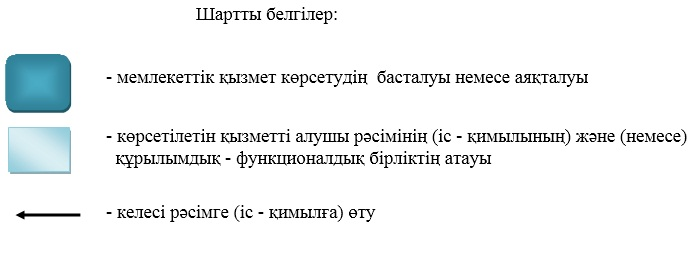 Шартты белгілер:
- мемлекеттік қызмет көрсетудің басталуы немесе аяқталуы
- көрсетілетін қызметті алушы рәсімінің (іс - қимылының) және (немесе)
құрылымдық - функционалдық бірліктің атауы
- келесі рәсімге (іс - қимылға) өту